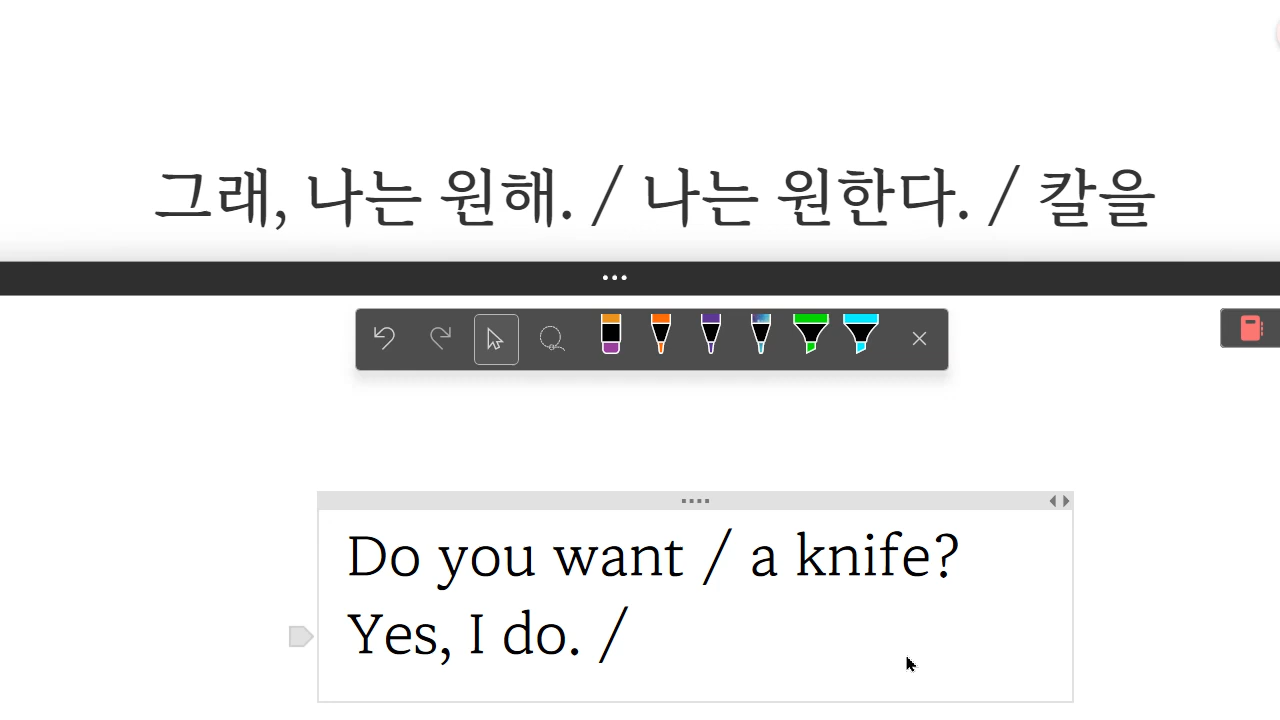 그래, 나는 원해. / 나는 원한다. / 칼을
Do you want / a knife?
Yes, I do. /